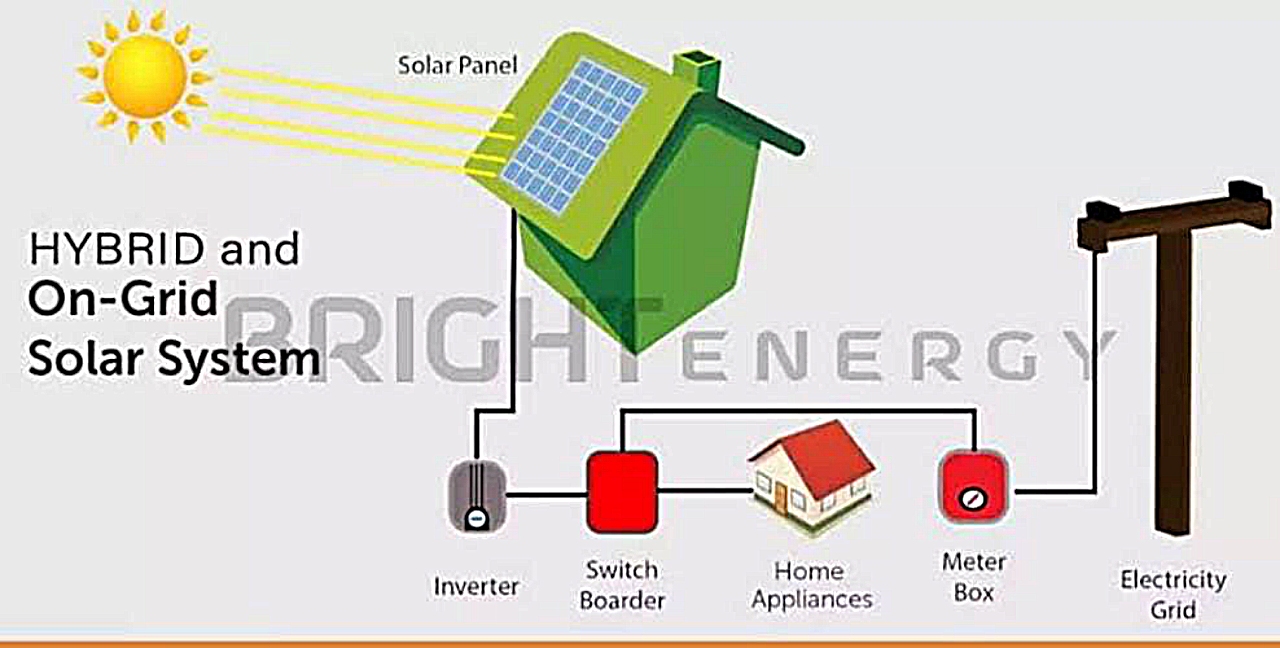 Solar Panel
HYBRID and
On-Grid
Solar System
BRIGHT ENERGY
Inverter
Switch
Boarder
Home
Appliances
Meter
Box
Electricity
Grid